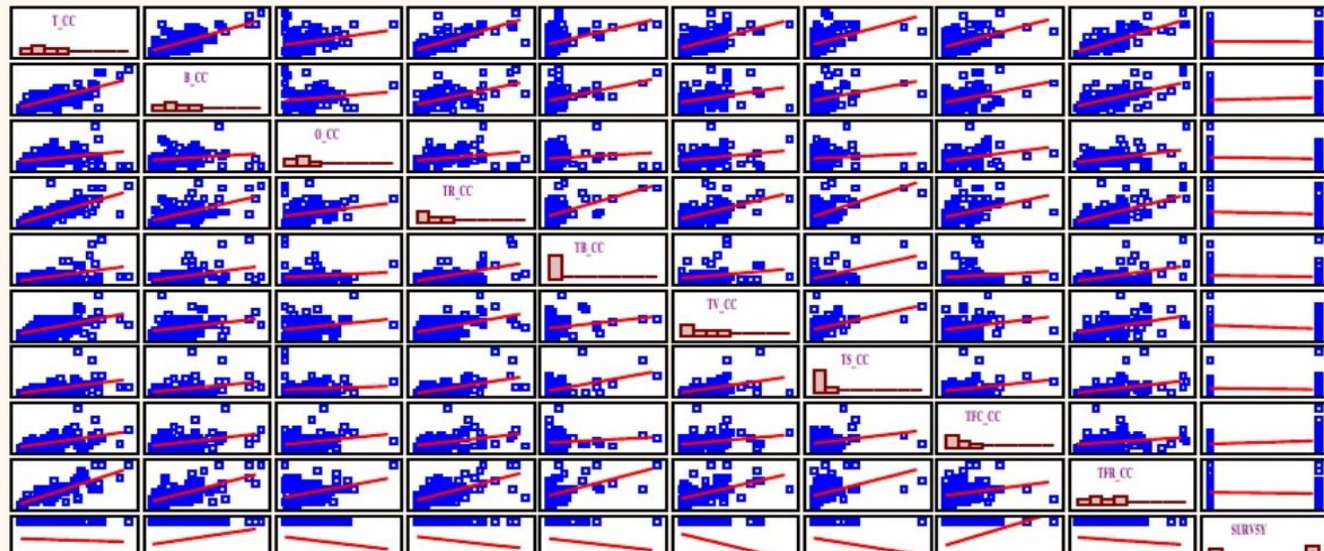 T_CC
B_CC
O_CC
TR_CC
TB_CC
TV_CC
TS_CC
TFC_CC
TFR_CC
SURV5Y